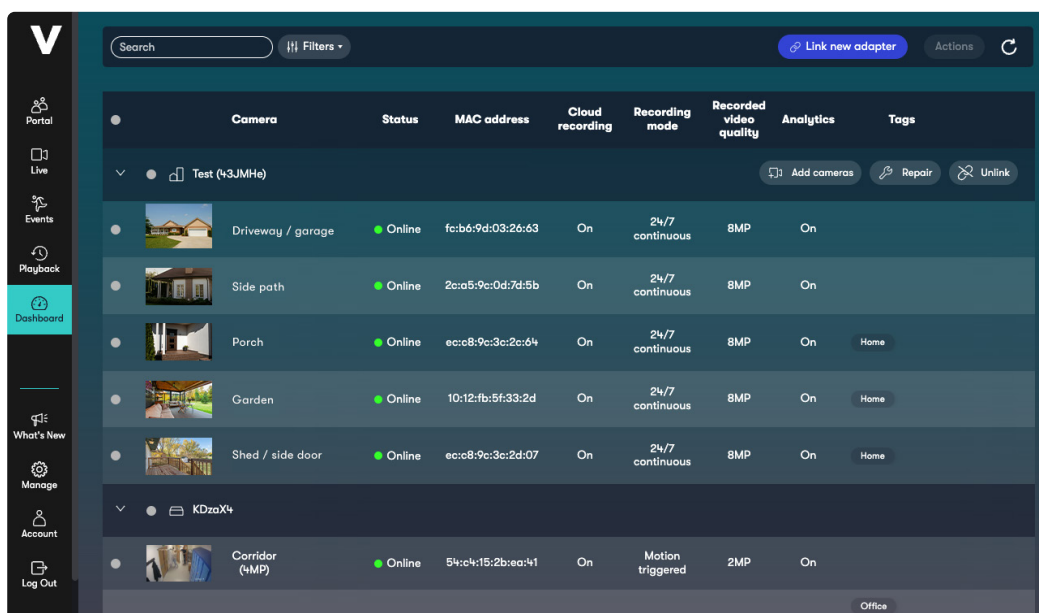 V
Search
Filters
Link new adapter
Actions
Portal
Live
Events
Playback
Dashboard
What's New
Manage
Account
Log Out
Camera Status MAC address Cloud recording Recording mode Recorded video quality Analytics Tags
Test (43JMHe) Add cameras Repair Unlink
Driveway / garage Online fc:b6:9d:03:26:63 On 24/7 continuous 8MP On
Side path Online 2c:a5:9c:0d:7d:5b On 24/7 continuous 8MP On
Porch Online ec:c8:9c:3c:2c:64 On 24/7 continuous 8MP On Home
Garden Online 10:12:fb:5f:33:2d On 24/7 continuous 8MP On Home
Shed / side door Online ec:c8:9c:3c:2d:07 On 24/7 continuous 8MP On Home
KDzaX4
Corridor (4MP) Online 54:c4:15:2b:ea:41 On Motion triggered 2MP On
Office